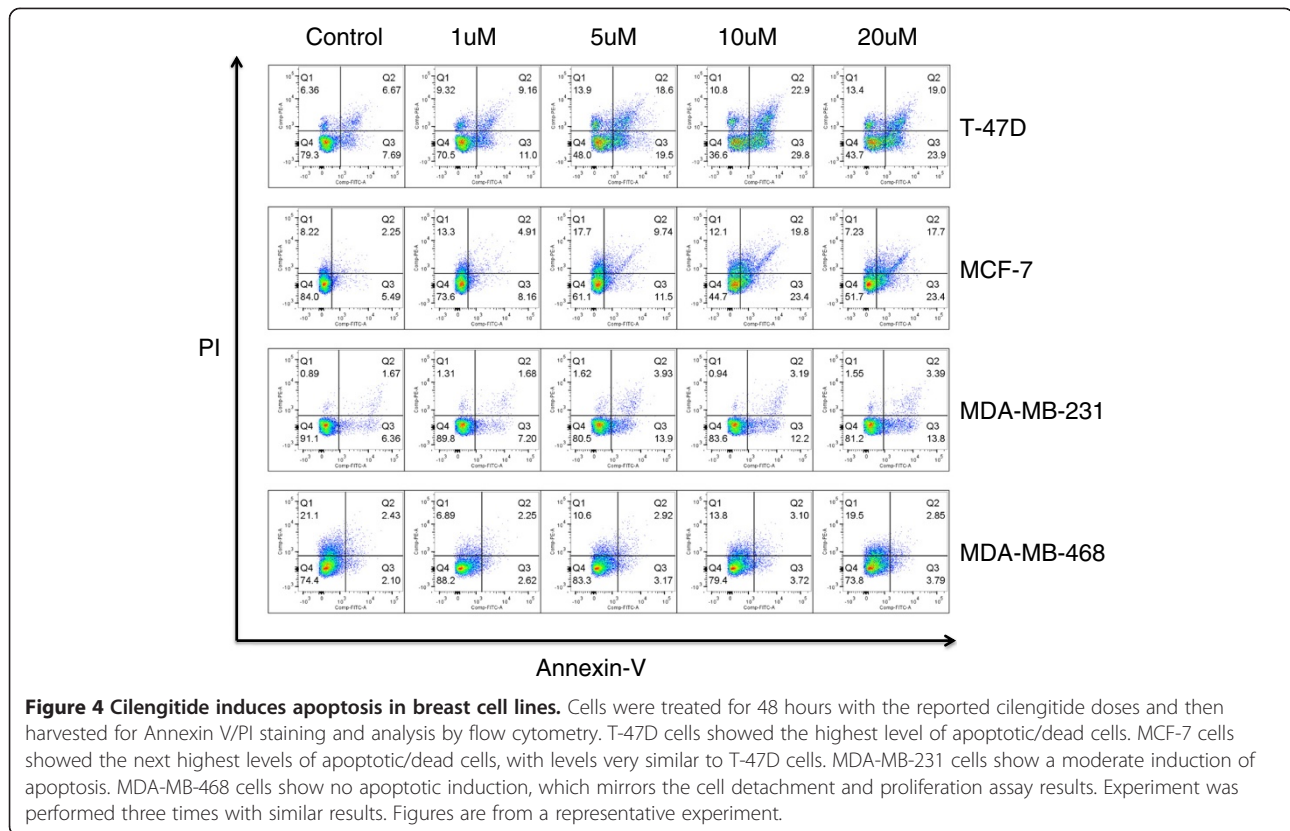 Control 1uM 5uM 10uM 20uM
Q1 Q2 Q1 Q2 Q1 Q2 Q1 Q2 Q1 Q2
6.36 6.67 9.32 9.16 13.9 18.6 10.8 22.9 13.4 19.0
Q4 Q3 Q4 Q3 Q4 Q3 Q4 Q3 Q4 Q3
79.3 7.69 70.5 11.0 48.0 19.5 36.6 29.8 43.7 23.9
T-47D
Q1 Q2 Q1 Q2 Q1 Q2 Q1 Q2 Q1 Q2
8.22 2.25 13.3 4.91 17.7 9.74 12.1 19.8 7.23 17.7
Q4 Q3 Q4 Q3 Q4 Q3 Q4 Q3 Q4 Q3
84.0 5.49 73.6 8.16 61.1 11.5 44.7 23.4 51.7 23.4
MCF-7
PI
Q1 Q2 Q1 Q2 Q1 Q2 Q1 Q2 Q1 Q2
0.89 1.67 1.31 1.68 1.62 3.93 0.94 3.19 1.55 3.39
Q4 Q3 Q4 Q3 Q4 Q3 Q4 Q3 Q4 Q3
91.1 6.36 89.8 7.20 80.5 13.9 83.6 12.2 81.2 13.8
MDA-MB-231
Q1 Q2 Q1 Q2 Q1 Q2 Q1 Q2 Q1 Q2
21.1 2.43 6.89 2.25 10.6 2.92 13.8 3.10 19.5 2.85
Q4 Q3 Q4 Q3 Q4 Q3 Q4 Q3 Q4 Q3
74.4 2.10 88.2 2.62 83.3 3.17 79.4 3.72 73.8 3.79
MDA-MB-468
Comp-FITC-A Comp-FITC-A Comp-FITC-A Comp-FITC-A Comp-FITC-A
Annexin-V
Figure 4 Cilengitide induces apoptosis in breast cell lines. Cells were treated for 48 hours with the reported cilengitide doses and then
harvested for Annexin V/PI staining and analysis by flow cytometry. T-47D cells showed the highest level of apoptotic/dead cells. MCF-7 cells
showed the next highest levels of apoptotic/dead cells, with levels very similar to T-47D cells. MDA-MB-231 cells show a moderate induction of
apoptosis. MDA-MB-468 cells show no apoptotic induction, which mirrors the cell detachment and proliferation assay results. Experiment was
performed three times with similar results. Figures are from a representative experiment.